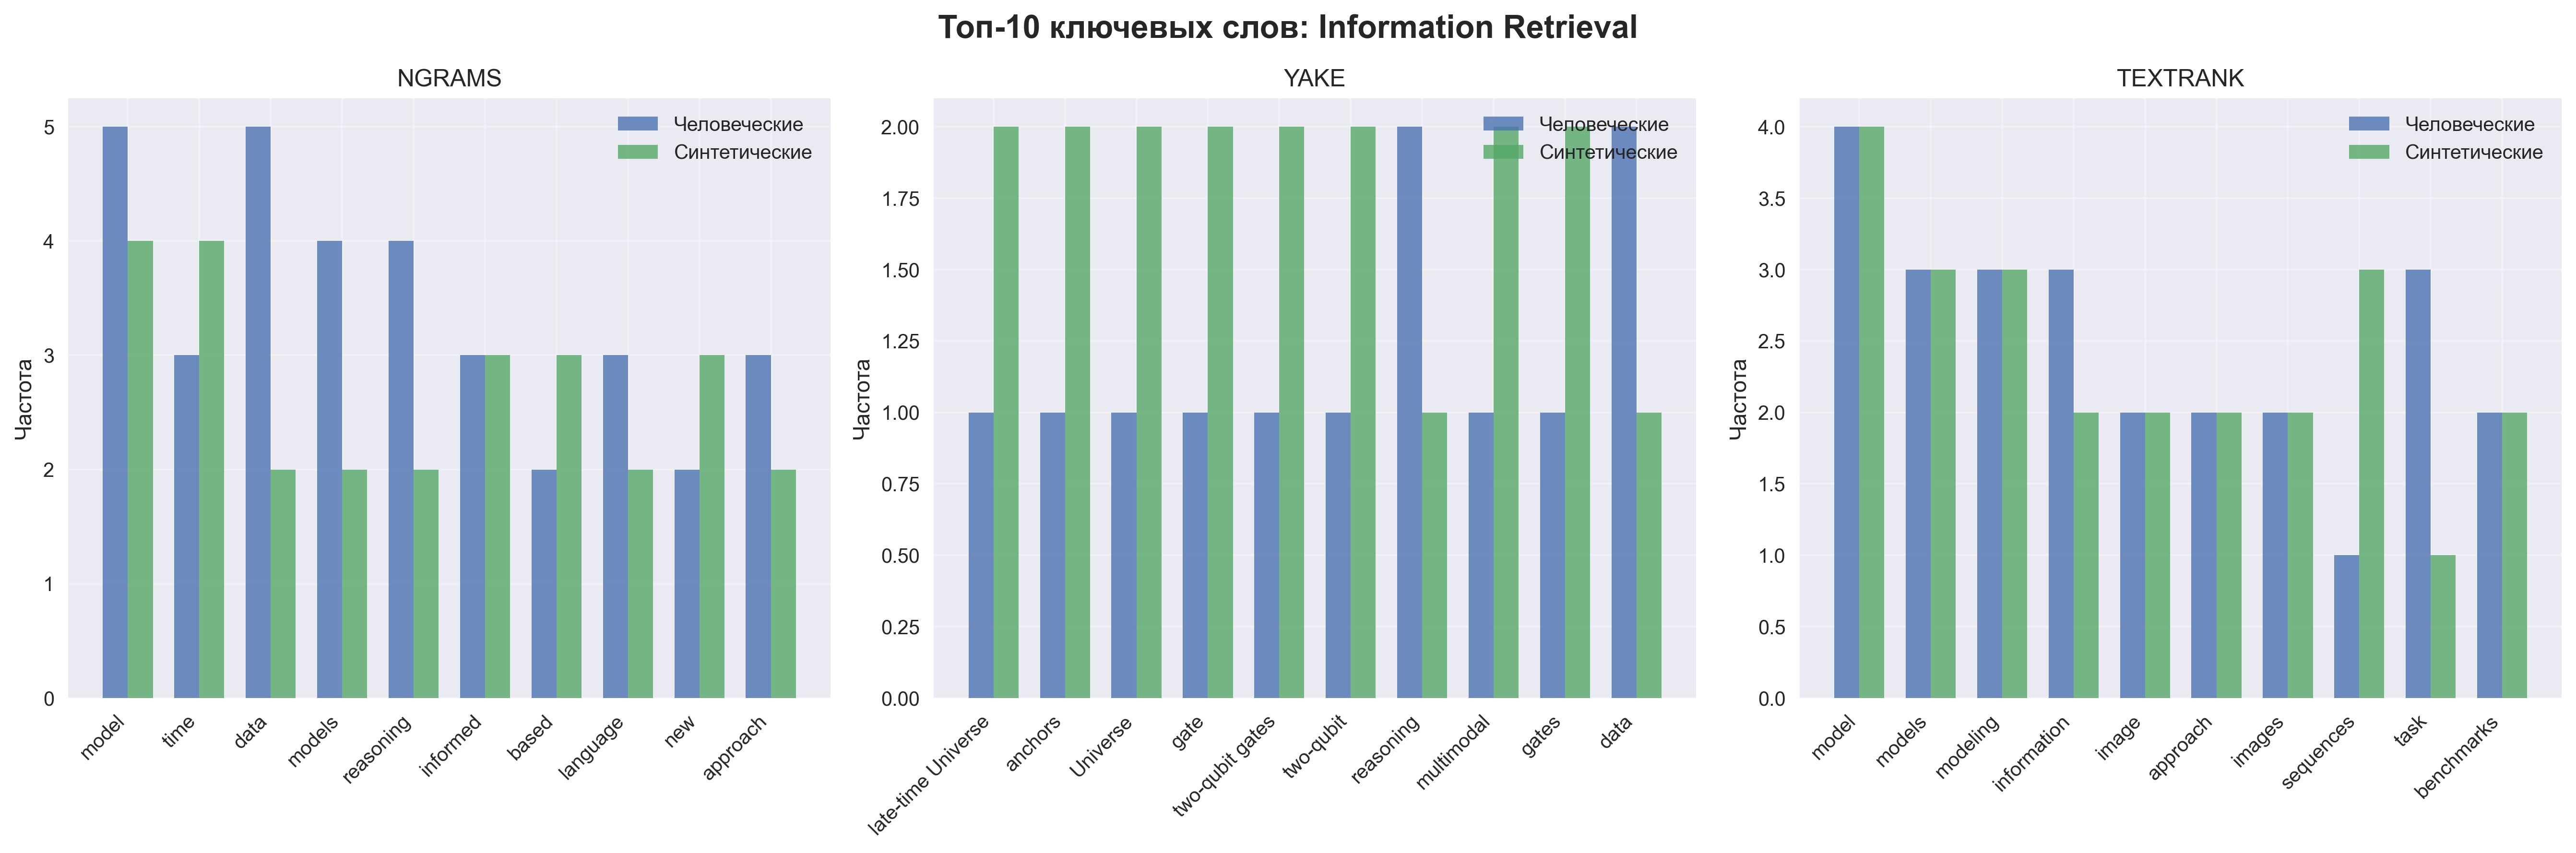 Топ-10 ключевых слов: Information Retrieval
NGRAMS
Частота
5
4
3
2
1
0
Человеческие
Синтетические
model
time
data
models
reasoning
informed
based
language
new
approach
YAKE
Частота
2.00
1.75
1.50
1.25
1.00
0.75
0.50
0.25
0.00
Человеческие
Синтетические
late-time Universe
anchors
Universe
gate
two-qubit gates
two-qubit
reasoning
multimodal
gates
data
TEXTRANK
Частота
4.0
3.5
3.0
2.5
2.0
1.5
1.0
0.5
0.0
Человеческие
Синтетические
model
models
modeling
information
image
approach
images
sequences
task
benchmarks